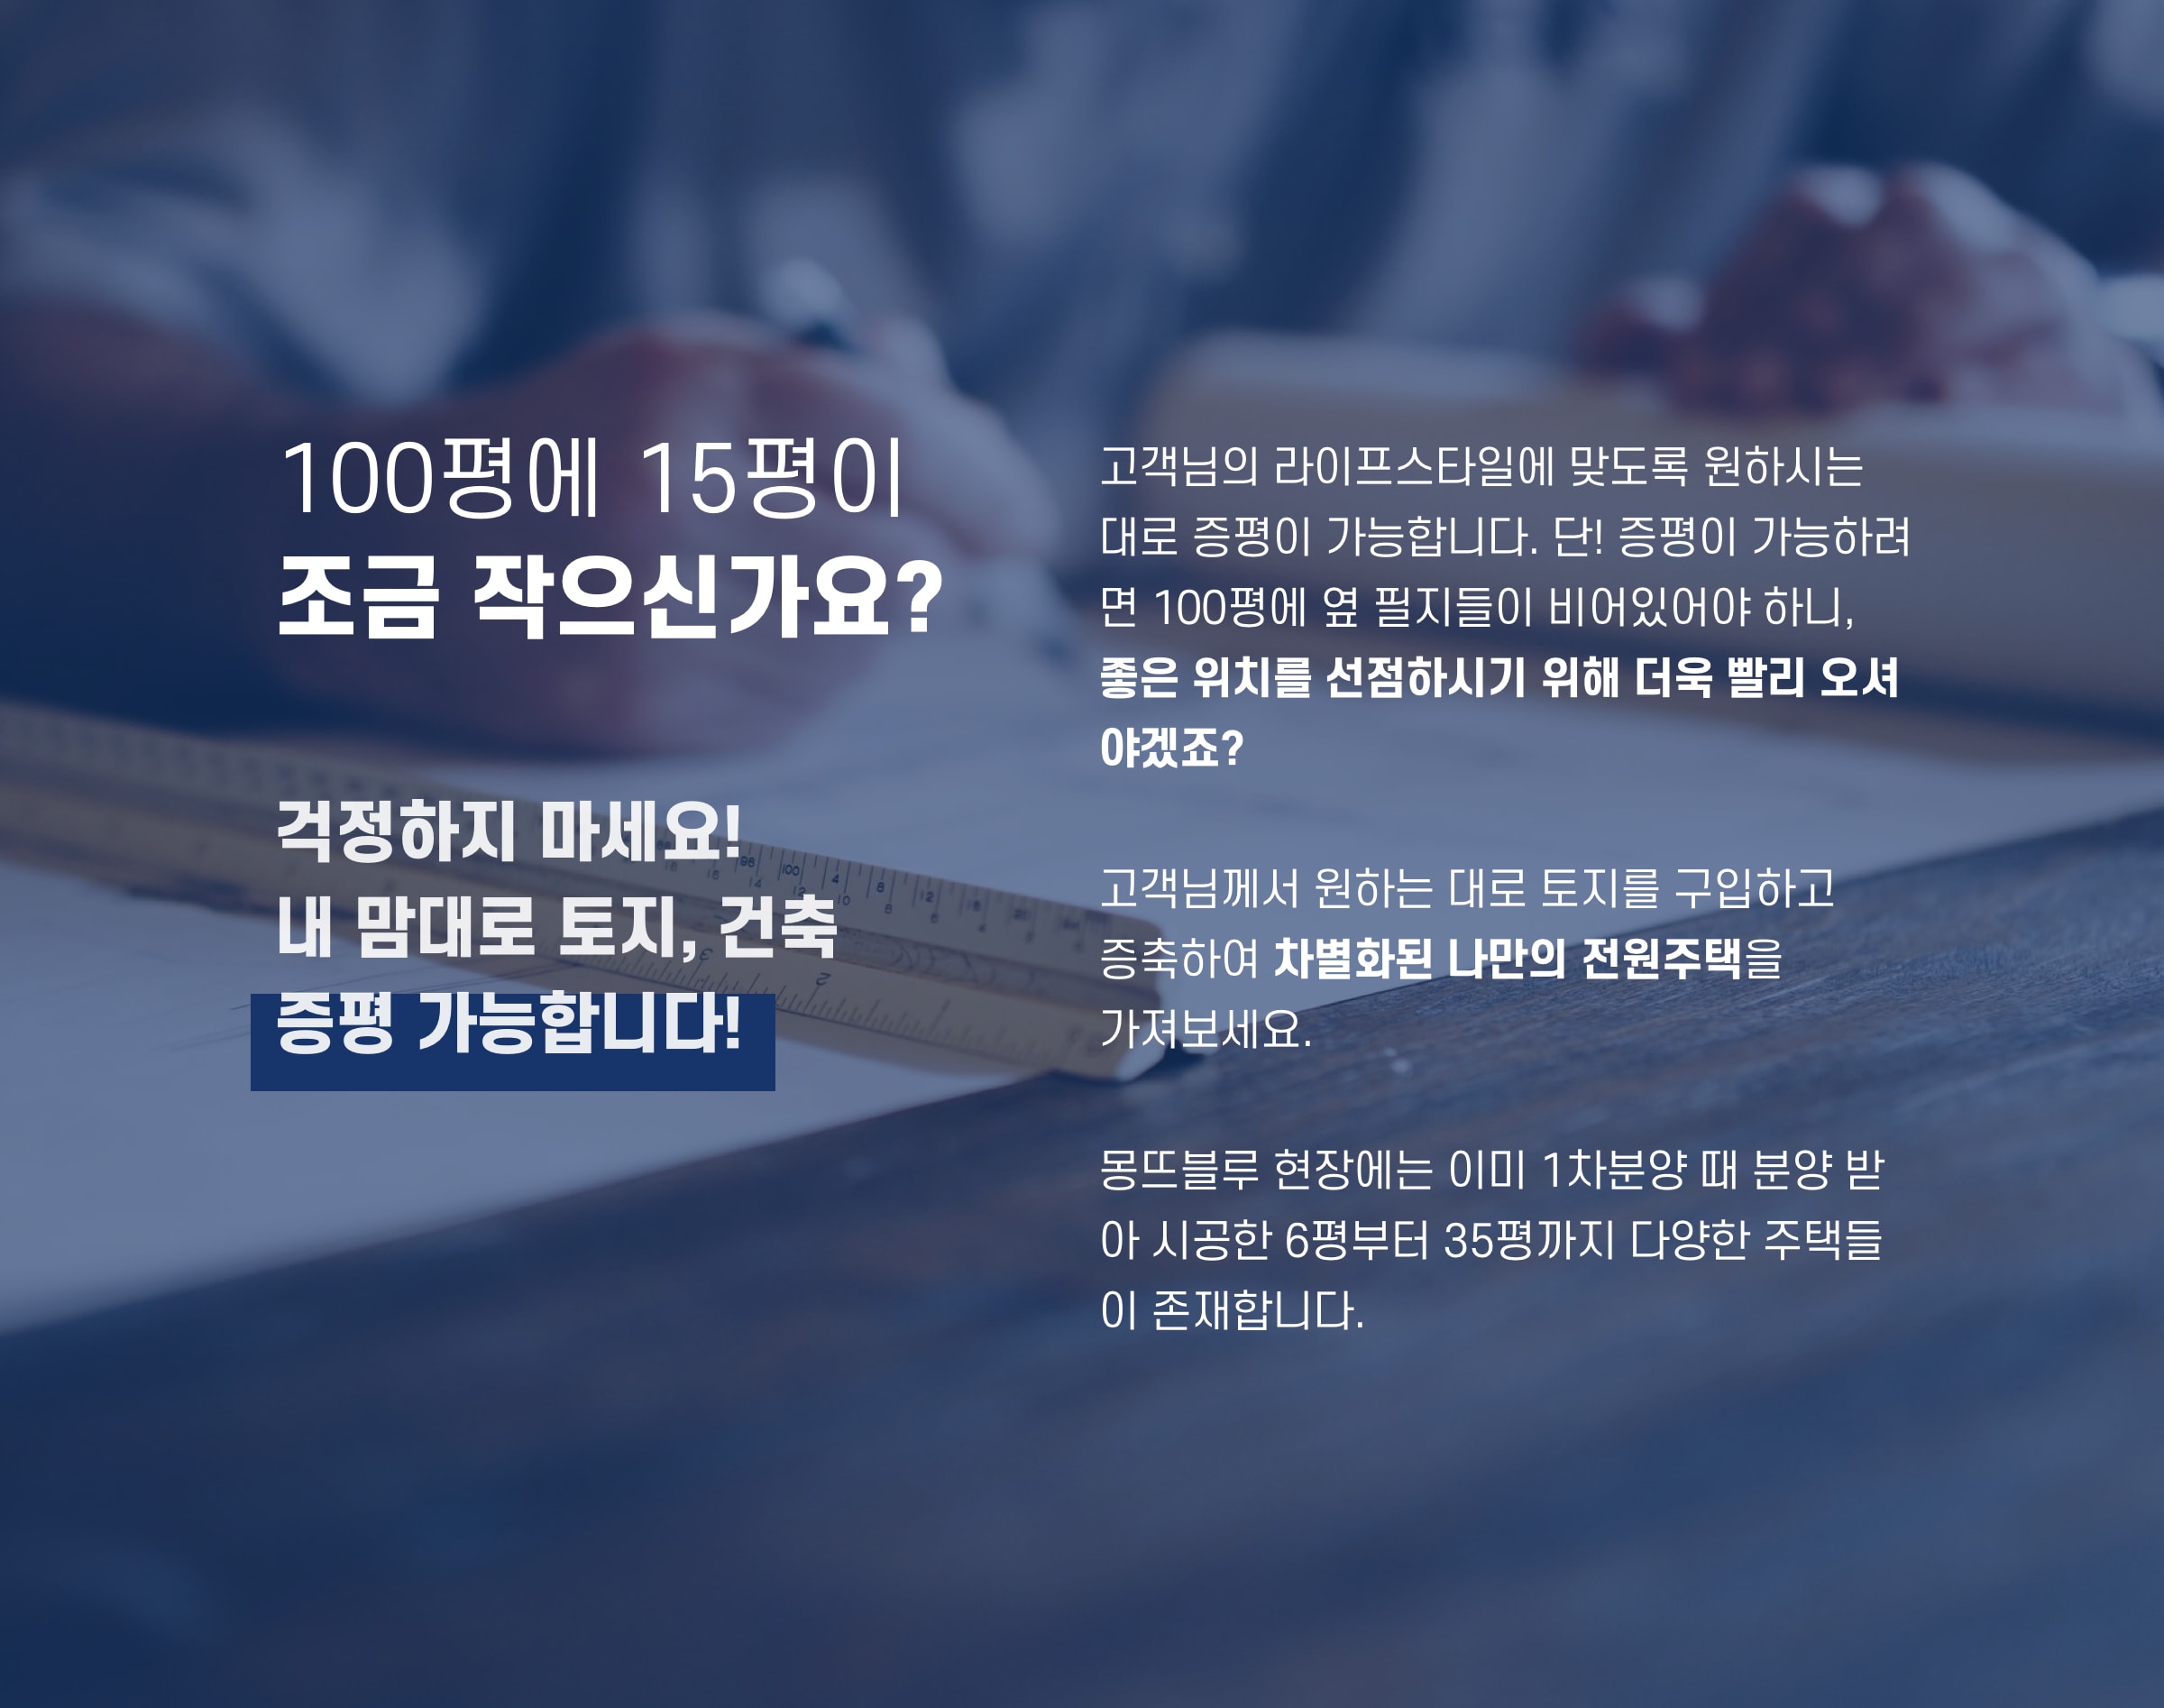 100평에 15평이
조금 작으신가요?
걱정하지 마세요!
내 맘대로 토지, 건축
증평 가능합니다!
고객님의 라이프스타일에 맞도록 원하시는
대로 증평이 가능합니다. 단! 증평이 가능하려
면 100평에 옆 필지들이 비어있어야 하니,
좋은 위치를 선점하시기 위해 더욱 빨리 오셔
야겠죠?
고객님께서 원하는 대로 토지를 구입하고
증축하여 차별화된 나만의 전원주택을
가져보세요.
몽뜨블루 현장에는 이미 1차분양 때 분양 받
아 시공한 6평부터 35평까지 다양한 주택들
이 존재합니다.